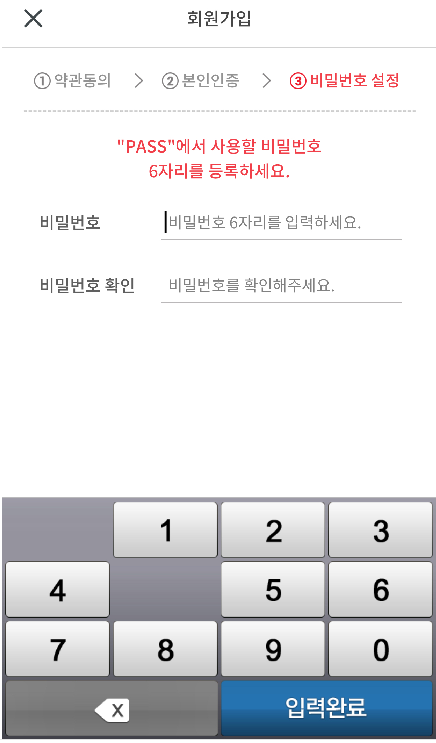 회원가입
① 약관동의 > ② 본인인증 > ③ 비밀번호 설정
"PASS"에서 사용할 비밀번호
6자리를 등록하세요.
비밀번호 비밀번호 6자리를 입력하세요.
비밀번호 확인 비밀번호를 확인해주세요.
1 2 3
4 5 6
7 8 9 0
X 입력완료